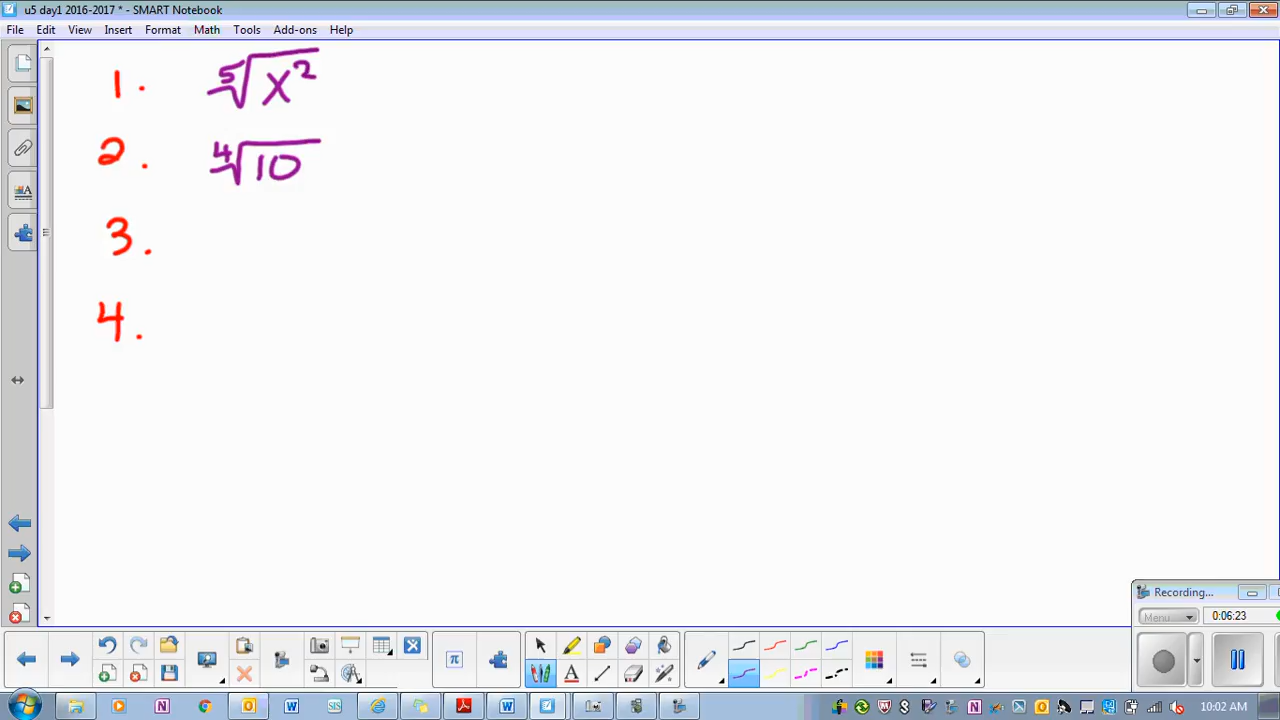 u5 day1 2016-2017 * - SMART Notebook
File Edit View Insert Format Math Tools Add-ons Help
1. ⁵√x²
2. ⁴√10
3.
4.
Recording...
Menu 0:06:23
π
10:02 AM